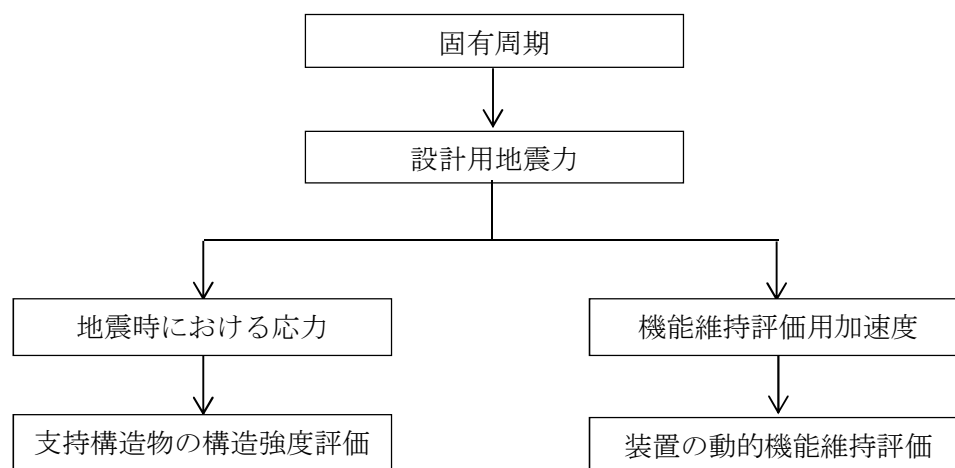 固有周期
設計用地震力
地震時における応力
機能維持評価用加速度
支持構造物の構造強度評価
装置の動的機能維持評価